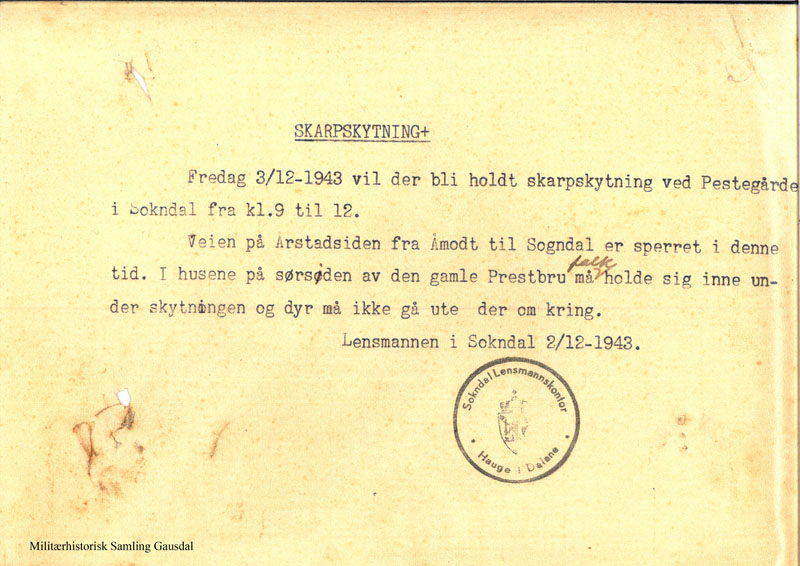 SKARPSKYTNING+
Fredag 3/12-1943 vil der bli holdt skarpskytning ved Pestegårde
i Sokndal fra kl.9 til 12.
Veien på Årstadsiden fra Åmodt til Sogndal er sperret i denne
tid. I husene på sørsiden av den gamle Prestbru må folk holde sig inne un-
der skytningen og dyr må ikke gå ute der om kring.
Lensmannen i Sokndal 2/12-1943.
Sokndal Lensmannskontor
* Hauge i Dalene *
Militærhistorisk Samling Gausdal